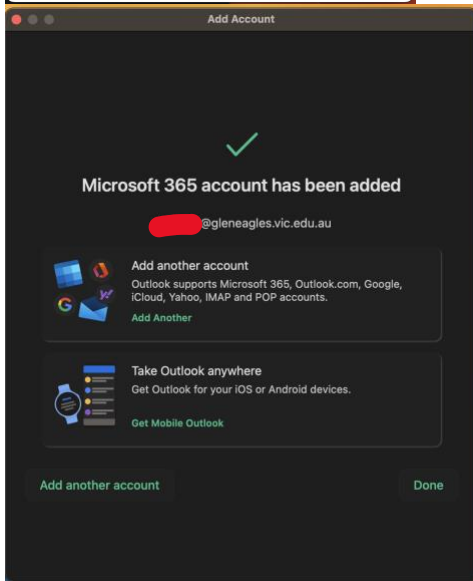 Add Account
Microsoft 365 account has been added
@gleneagles.vic.edu.au
Add another account
Outlook supports Microsoft 365, Outlook.com, Google,
iCloud, Yahoo, IMAP and POP accounts.
Add Another
Take Outlook anywhere
Get Outlook for your iOS or Android devices.
Get Mobile Outlook
Add another account
Done